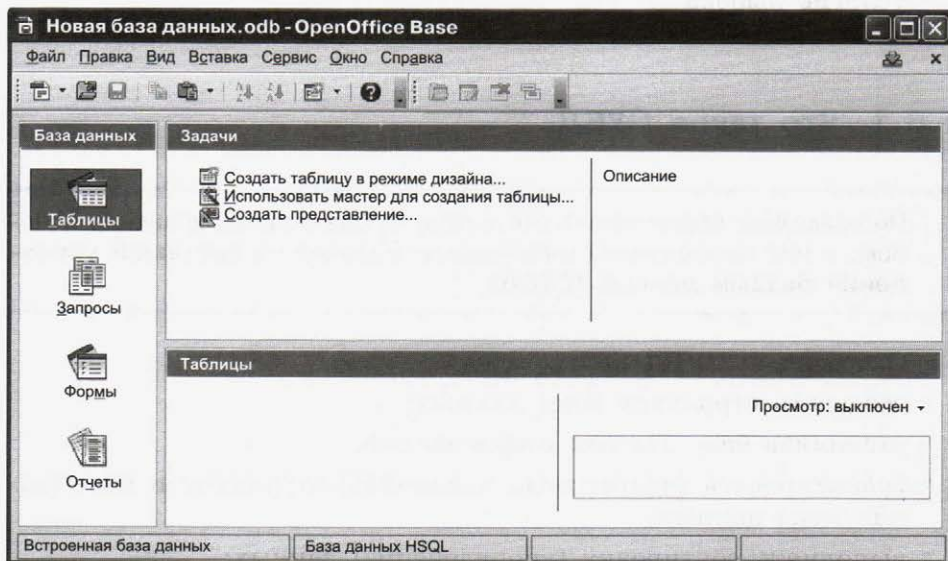 Новая база данных.odb - OpenOffice Base
Файл Правка Вид Вставка Сервис Окно Справка
База данных
Таблицы
Запросы
Формы
Отчеты
Задачи
Создать таблицу в режиме дизайна...
Использовать мастер для создания таблицы...
Создать представление...
Описание
Таблицы
Просмотр: выключен
Встроенная база данных
База данных HSQL